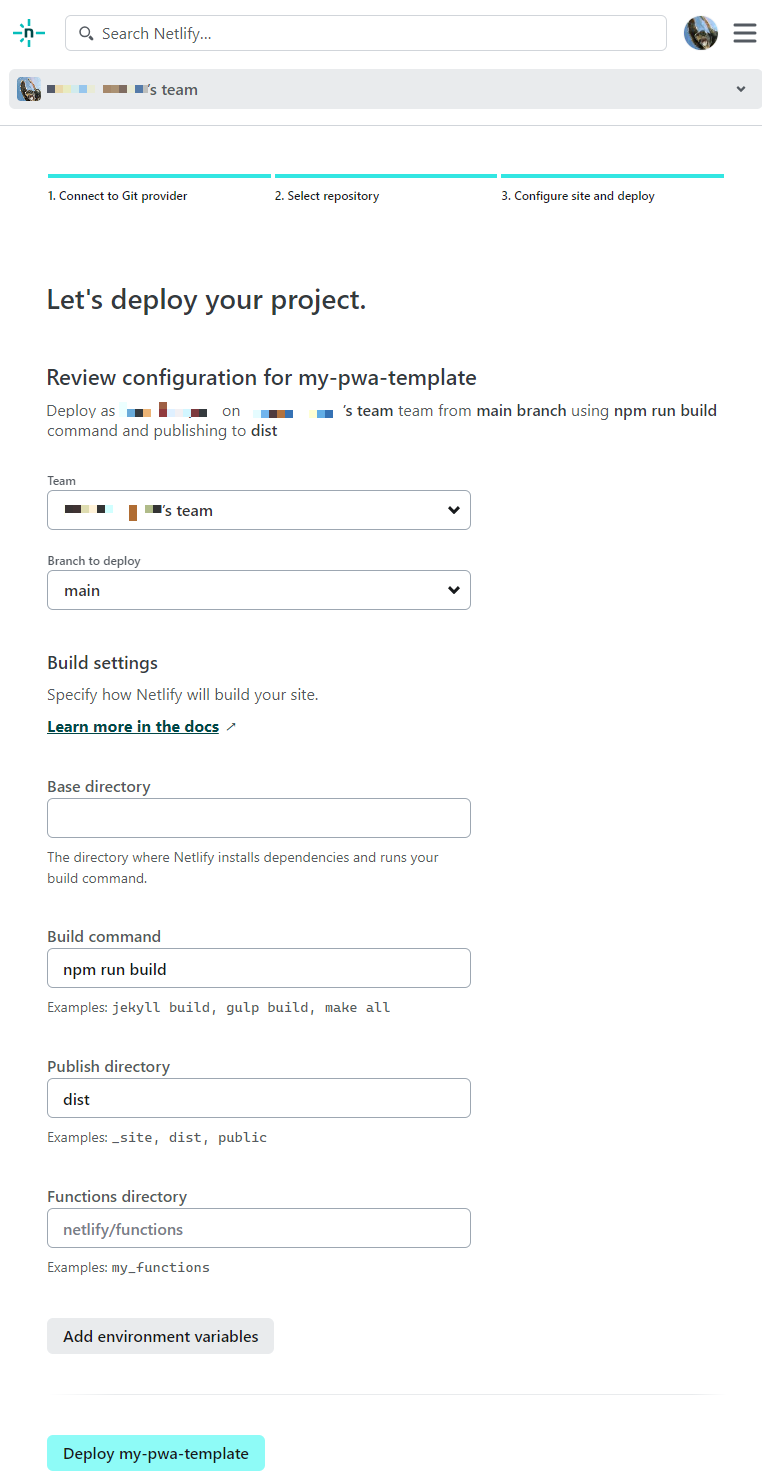 n
Search Netlify...
's team
1. Connect to Git provider
2. Select repository
3. Configure site and deploy
Let's deploy your project.
Review configuration for my-pwa-template
Deploy as on 's team team from main branch using npm run build
command and publishing to dist
Team
's team
Branch to deploy
main
Build settings
Specify how Netlify will build your site.
Learn more in the docs ↗
Base directory
The directory where Netlify installs dependencies and runs your
build command.
Build command
npm run build
Examples: jekyll build, gulp build, make all
Publish directory
dist
Examples: _site, dist, public
Functions directory
netlify/functions
Examples: my_functions
Add environment variables
Deploy my-pwa-template